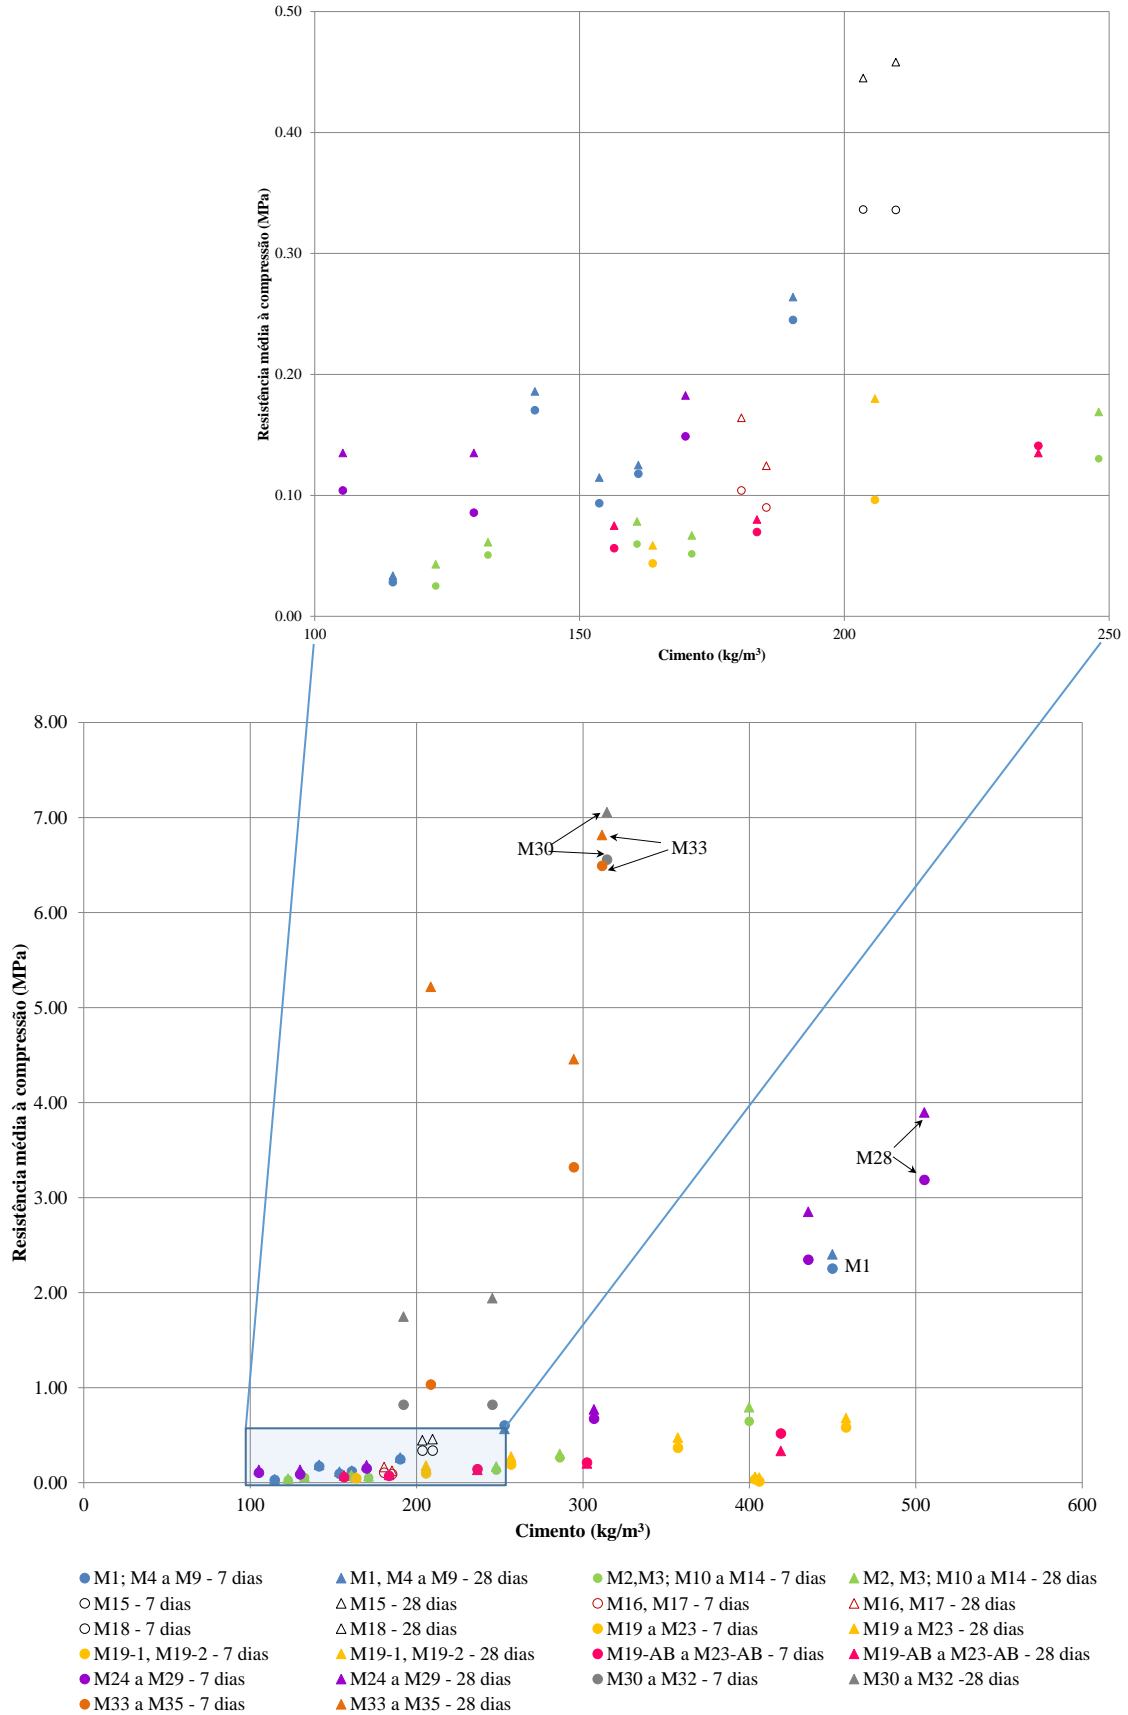 0.50
0.40
0.30
0.20
0.10
0.00
Resistência média à compressão (MPa)
100 150 200 250
Cimento (kg/m³)
8.00
7.00
6.00
5.00
4.00
3.00
2.00
1.00
0.00
Resistência média à compressão (MPa)
M30
M33
M28
M1
0 100 200 300 400 500 600
Cimento (kg/m³)
M1; M4 a M9 - 7 dias M1, M4 a M9 - 28 dias M2,M3; M10 a M14 - 7 dias M2, M3; M10 a M14 - 28 dias
M15 - 7 dias M15 - 28 dias M16, M17 - 7 dias M16, M17 - 28 dias
M18 - 7 dias M18 - 28 dias M19 a M23 - 7 dias M19 a M23 - 28 dias
M19-1, M19-2 - 7 dias M19-1, M19-2 - 28 dias M19-AB a M23-AB - 7 dias M19-AB a M23-AB - 28 dias
M24 a M29 - 7 dias M24 a M29 - 28 dias M30 a M32 - 7 dias M30 a M32 -28 dias
M33 a M35 - 7 dias M33 a M35 - 28 dias